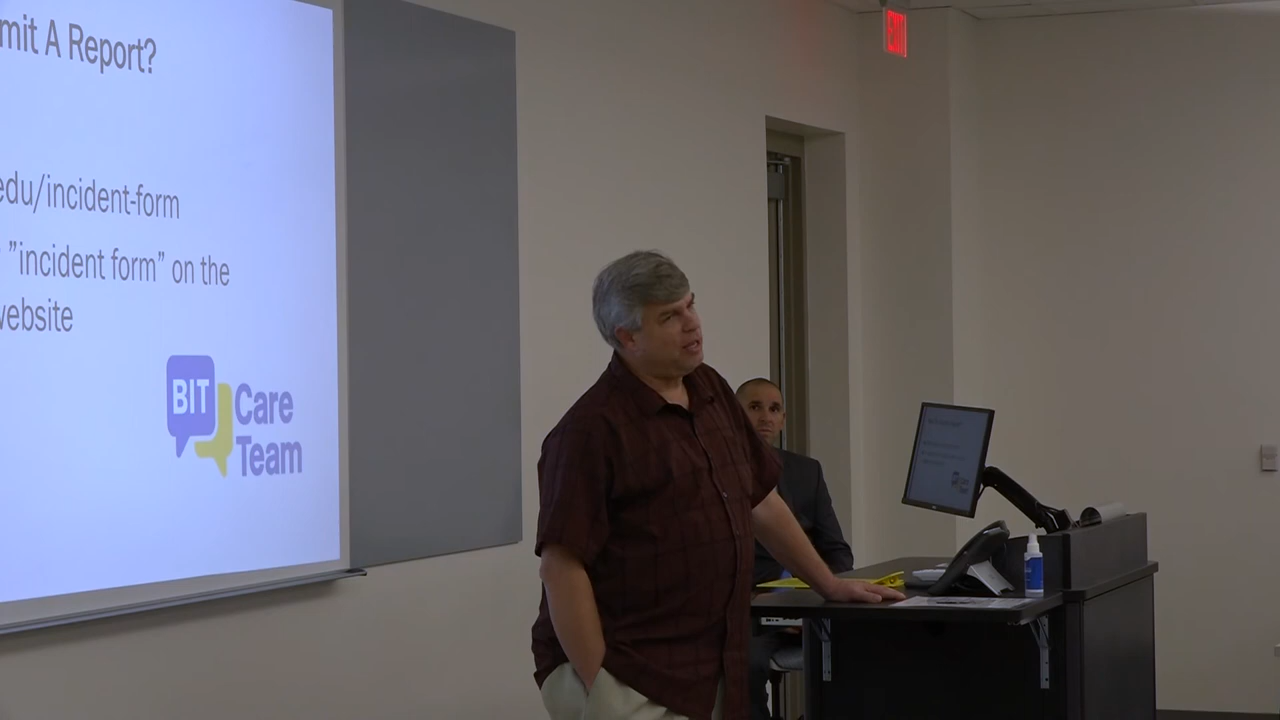 mit A Report?
edu/incident-form
"incident form" on the
website
BIT
Care
Team
EXIT